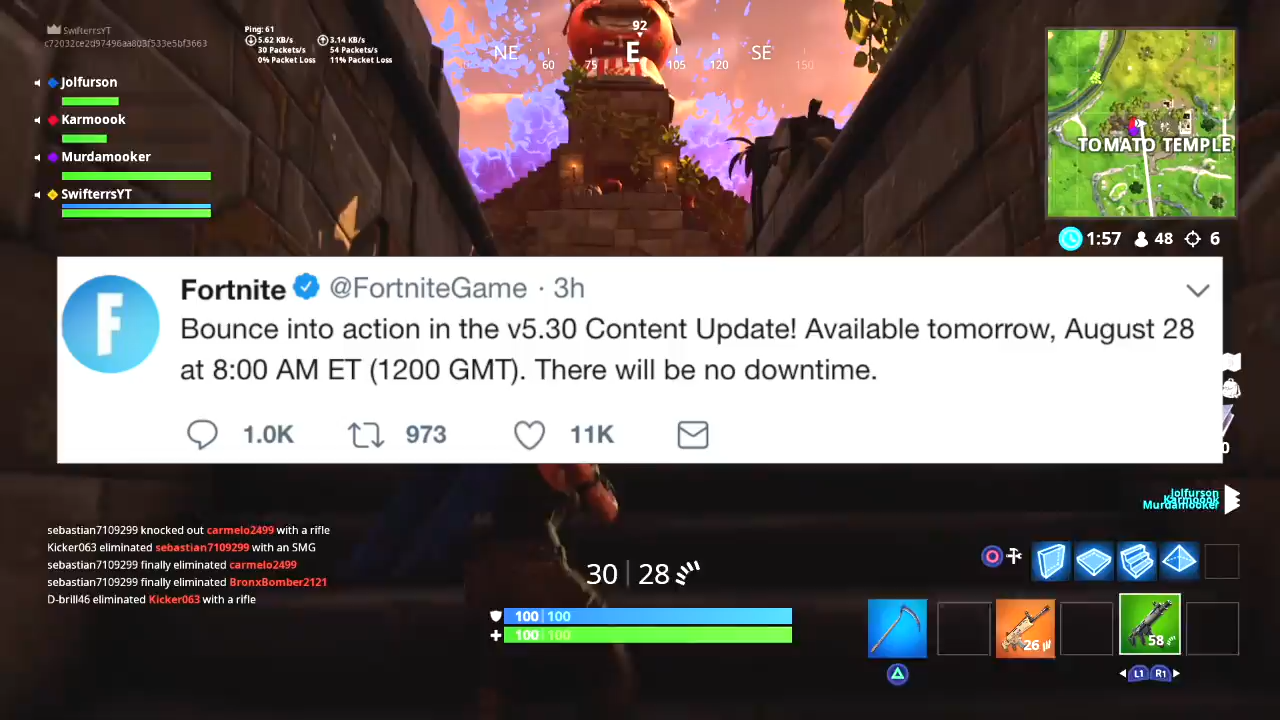 SwifterrsYT
c72032ce2d97496aa803f533e5bf3663
Ping: 61
5.62 KB/s 3.14 KB/s
30 Packets/s 54 Packets/s
0% Packet Loss 11% Packet Loss
92
NE E SE
60 75 105 120 150
Jolfurson
Karmoook
Murdamooker
SwifterrsYT
TOMATO TEMPLE
1:57 48 6
Fortnite @FortniteGame · 3h
Bounce into action in the v5.30 Content Update! Available tomorrow, August 28
at 8:00 AM ET (1200 GMT). There will be no downtime.
1.0K 973 11K
0
Jolfurson
Karmoook
Murdamooker
sebastian7109299 knocked out carmelo2499 with a rifle
Kicker063 eliminated sebastian7109299 with an SMG
sebastian7109299 finally eliminated carmelo2499
sebastian7109299 finally eliminated BronxBomber2121
D-brill46 eliminated Kicker063 with a rifle
30 | 28
100 | 100
100 | 100
26
58
L1 R1